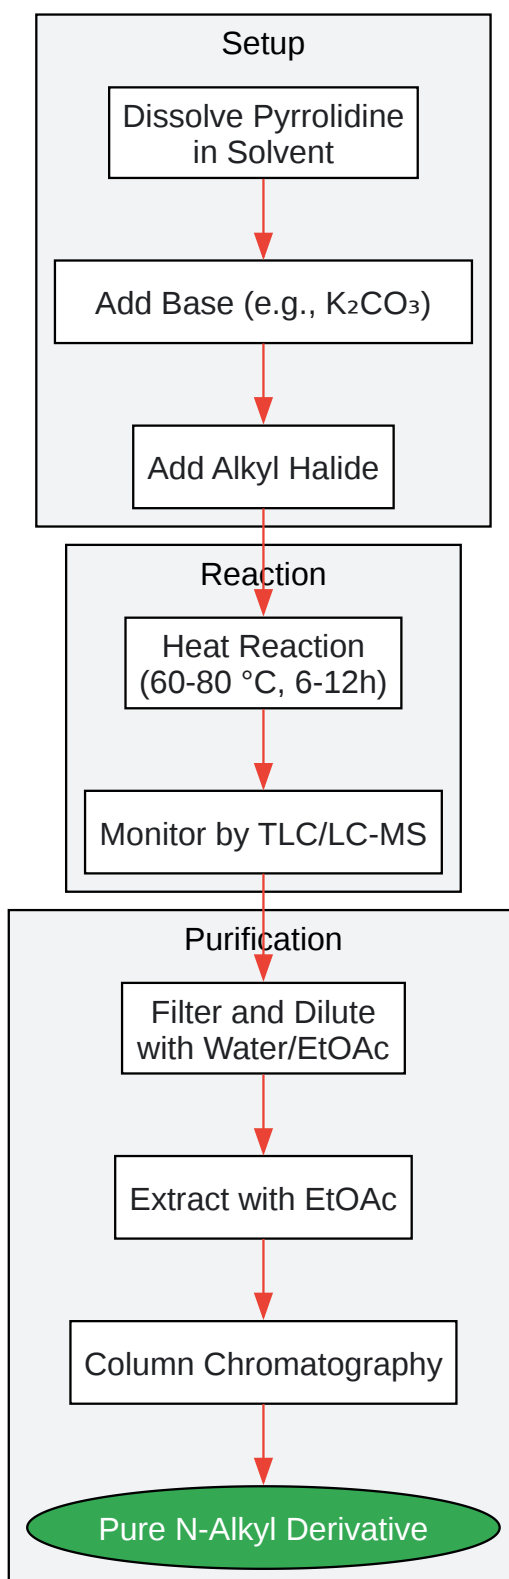 Setup
Dissolve Pyrrolidine
in Solvent
Add Base (e.g., K₂CO₃)
Add Alkyl Halide
Reaction
Heat Reaction
(60-80 °C, 6-12h)
Monitor by TLC/LC-MS
Purification
Filter and Dilute
with Water/EtOAc
Extract with EtOAc
Column Chromatography
Pure N-Alkyl Derivative